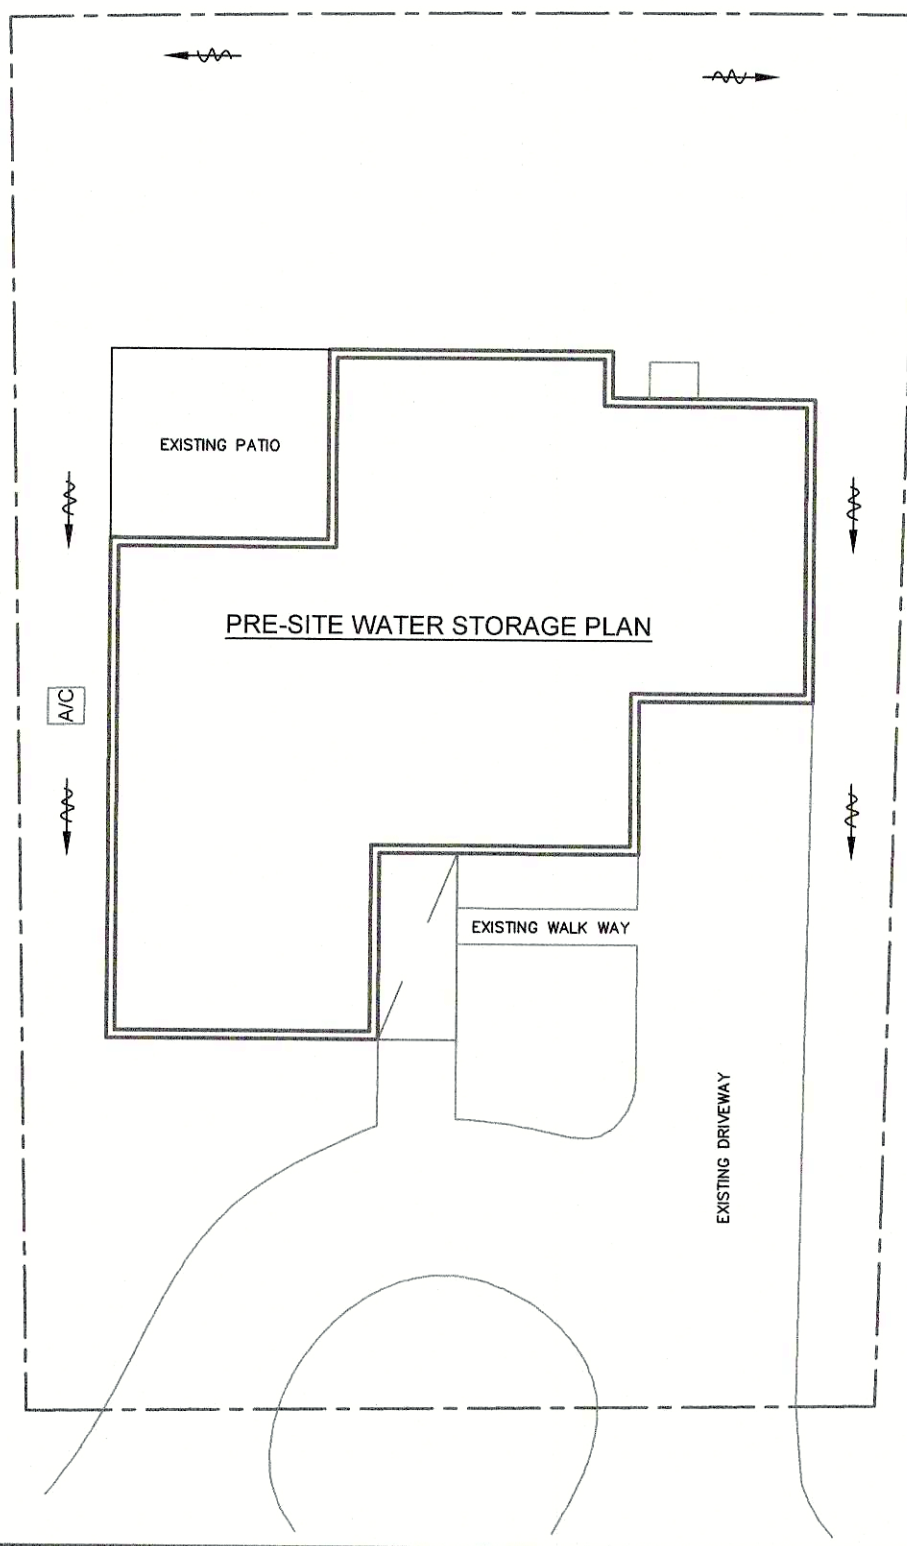 EXISTING PATIO
PRE-SITE WATER STORAGE PLAN
A/C
EXISTING WALK WAY
EXISTING DRIVEWAY